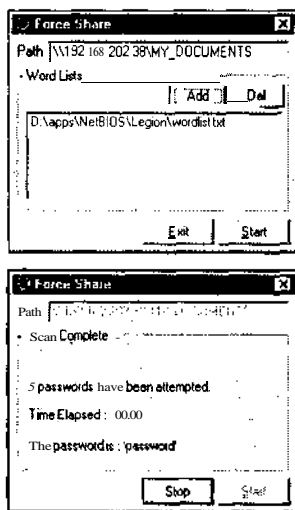 Force Share
Path \\192 168 202 38\MY_DOCUMENTS
Word Lists
Add Del
D:\apps\NetBIOS\Legion\wordlist txt
Exit Start
Force Share
Path
Scan Complete
5 passwords have been attempted.
Time Elapsed : 00.00
The password is : 'password'
Stop Start